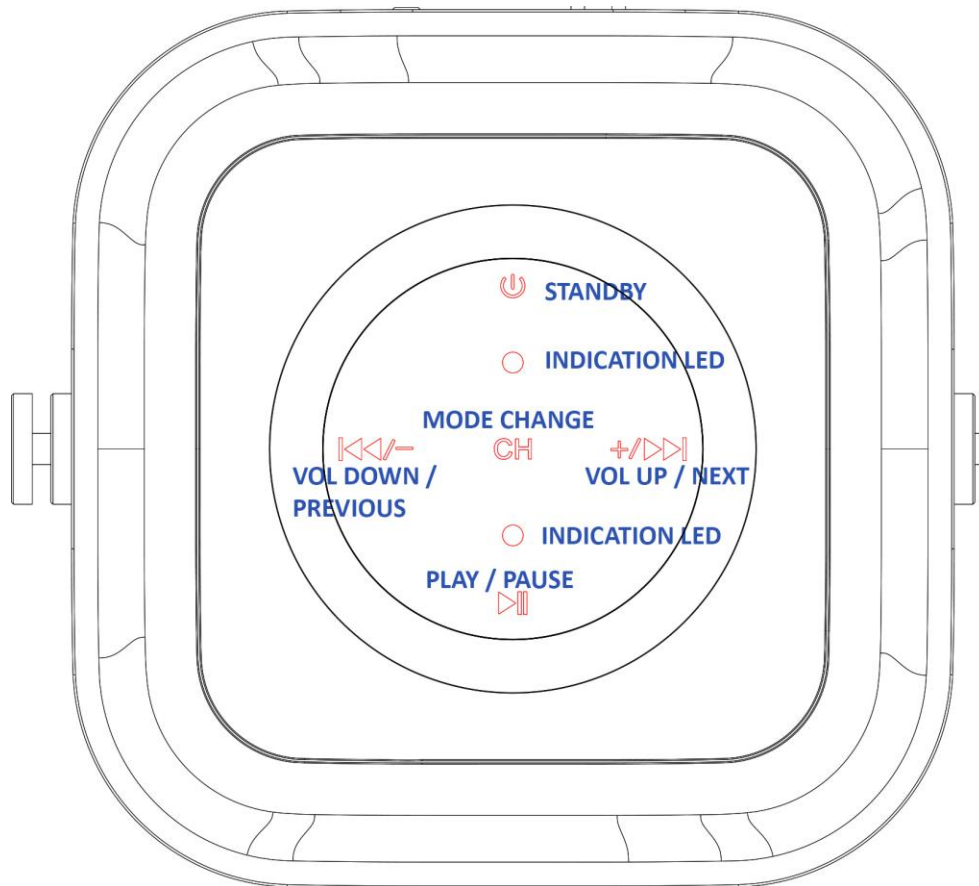 STANDBY
INDICATION LED
MODE CHANGE
/- CH +/
VOL DOWN / VOL UP / NEXT
PREVIOUS
INDICATION LED
PLAY / PAUSE